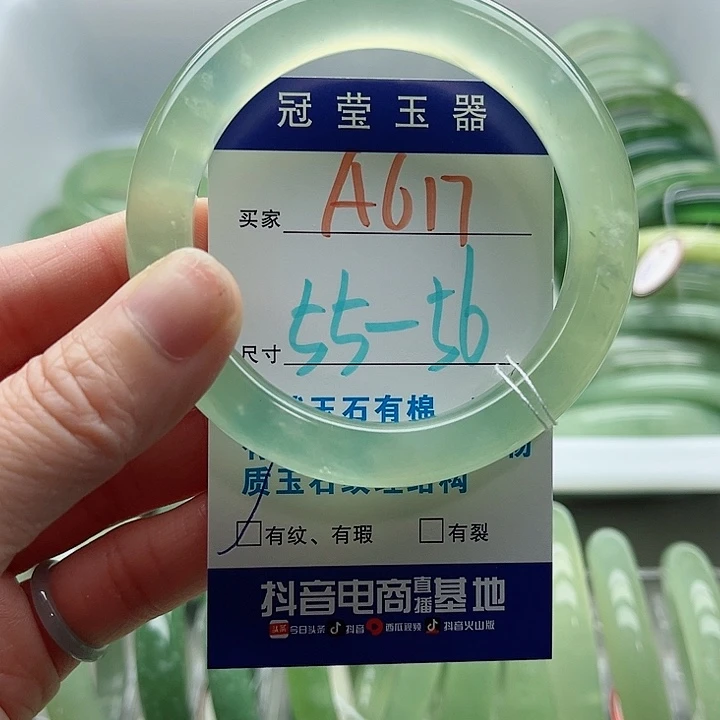 冠莹玉器
买家 A617
尺寸 55-56
玉石有棉
质玉石纹理结构
有纹、有瑕 有裂
抖音电商直播基地
今日头条 抖音 西瓜视频 抖音火山版